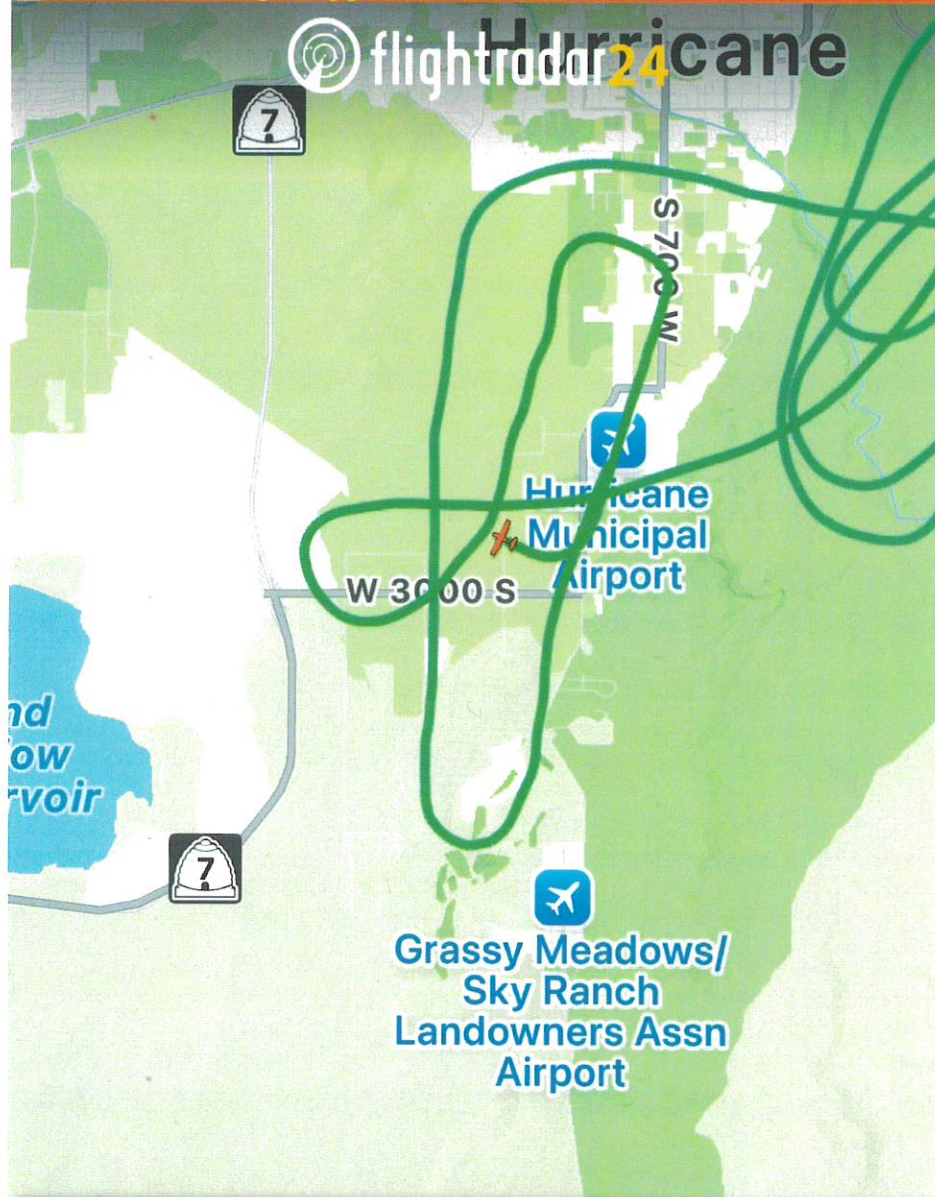 flightradar24
Hurricane
7
S 700 W
Hurricane
Municipal
Airport
W 3000 S
nd
ow
rvoir
7
Grassy Meadows/
Sky Ranch
Landowners Assn
Airport